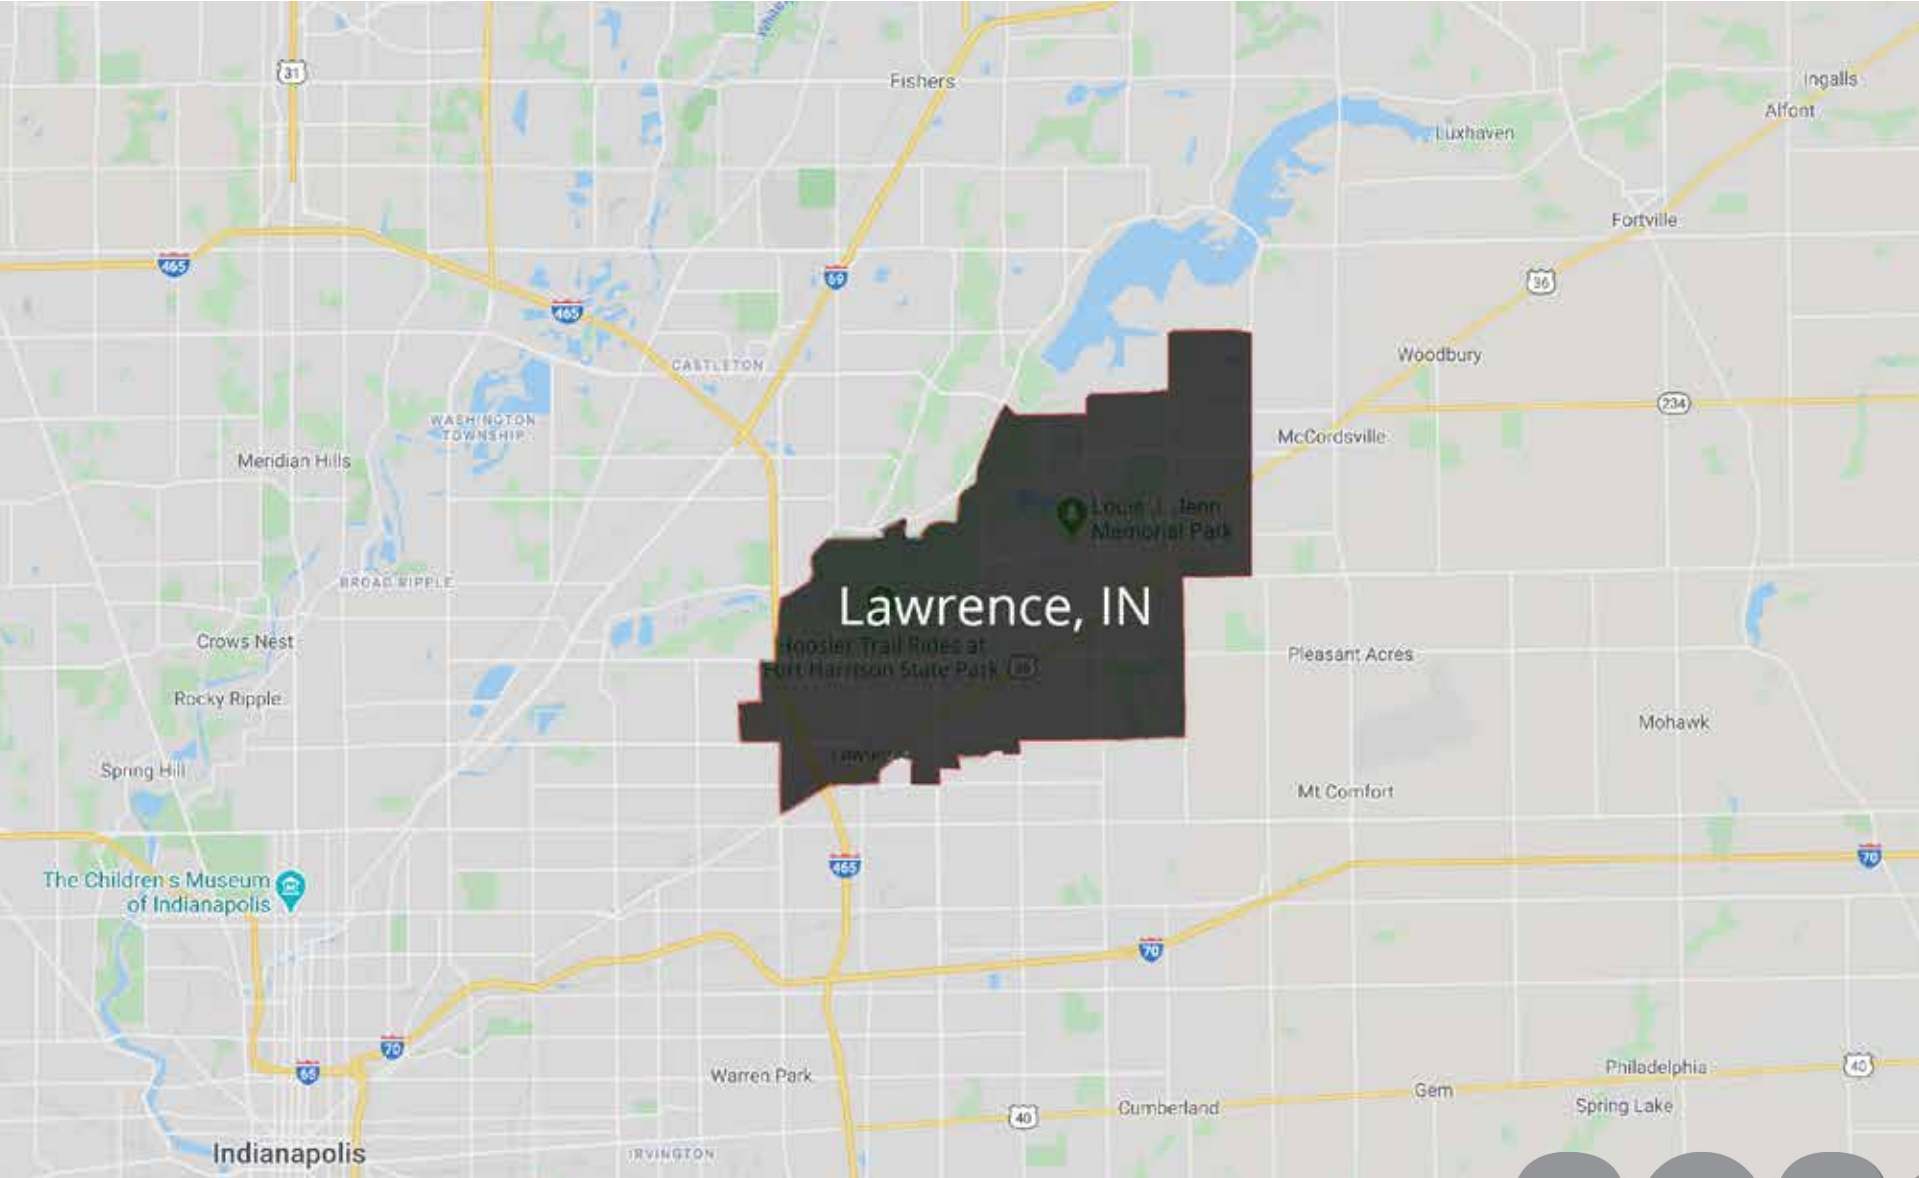 31
Fishers
Ingalls
Alfont
Luxhaven
Fortville
465
69
36
465
CASTLETON
Woodbury
234
WASHINGTON
TOWNSHIP
McCordsville
Meridian Hills
Louis J. Jenn
Memorial Park
BROAD RIPPLE
Lawrence, IN
Crows Nest
Hoosier Trail Rides at
Fort Harrison State Park
36
Pleasant Acres
Rocky Ripple
Mohawk
Lawrence
Spring Hill
Mt Comfort
70
465
The Children s Museum
of Indianapolis
70
70
65
Warren Park
Philadelphia
40
Gem
Cumberland
40
Spring Lake
Indianapolis
IRVINGTON